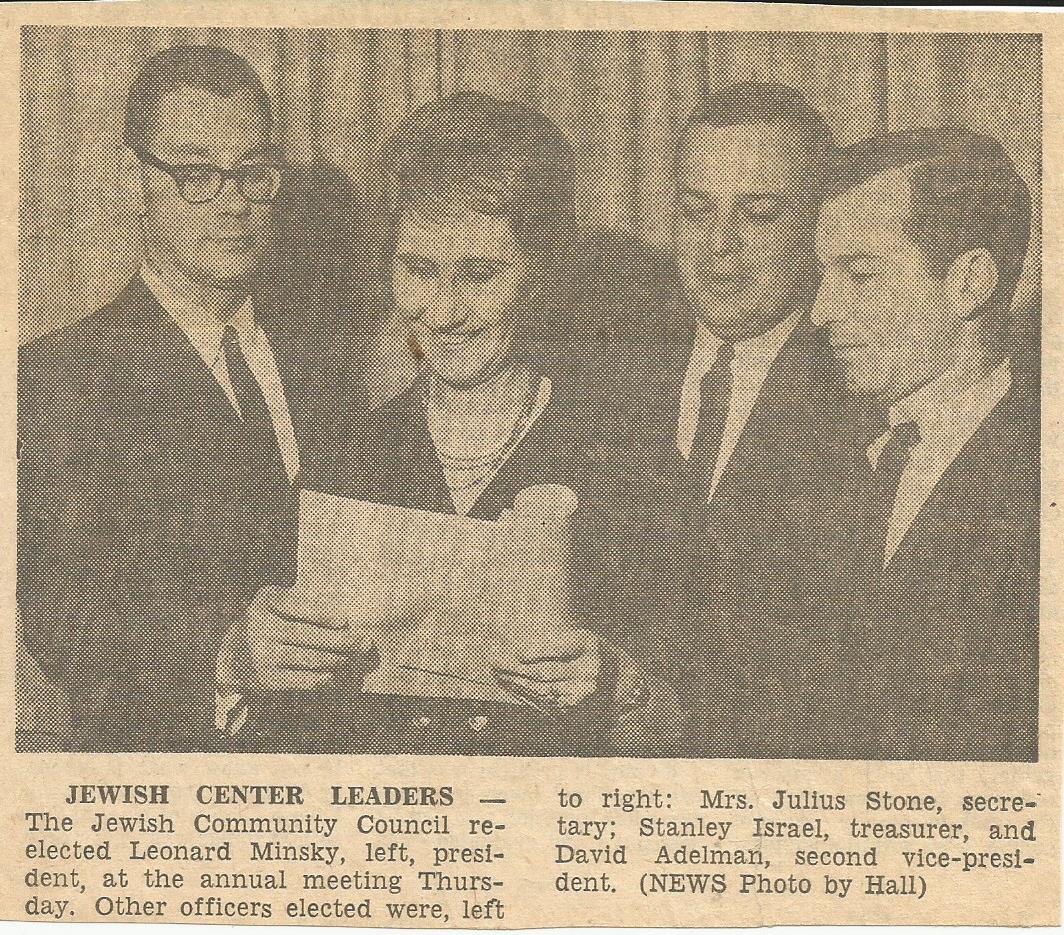 JEWISH CENTER LEADERS —
The Jewish Community Council re-
elected Leonard Minsky, left, presi-
dent, at the annual meeting Thurs-
day. Other officers elected were, left
to right: Mrs. Julius Stone, secre-
tary; Stanley Israel, treasurer, and
David Adelman, second vice-presi-
dent. (NEWS Photo by Hall)